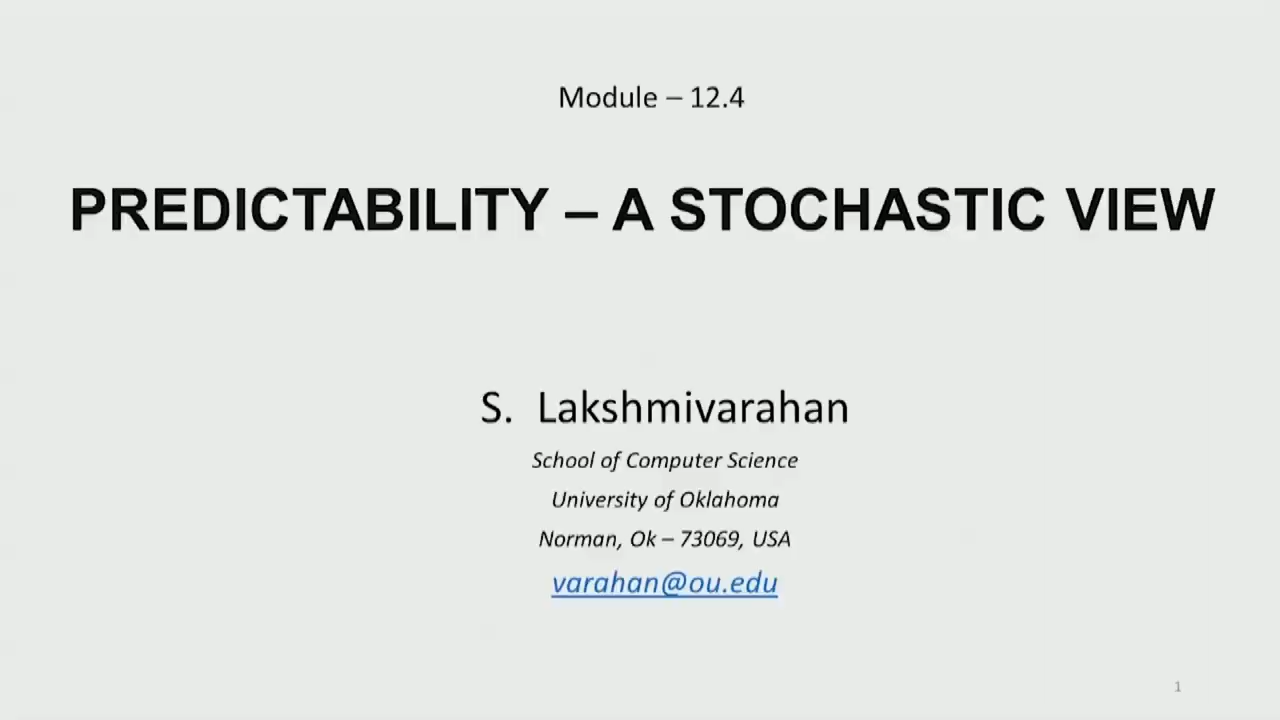 Module – 12.4
PREDICTABILITY – A STOCHASTIC VIEW
S. Lakshmivarahan
School of Computer Science
University of Oklahoma
Norman, Ok – 73069, USA
varahan@ou.edu
1